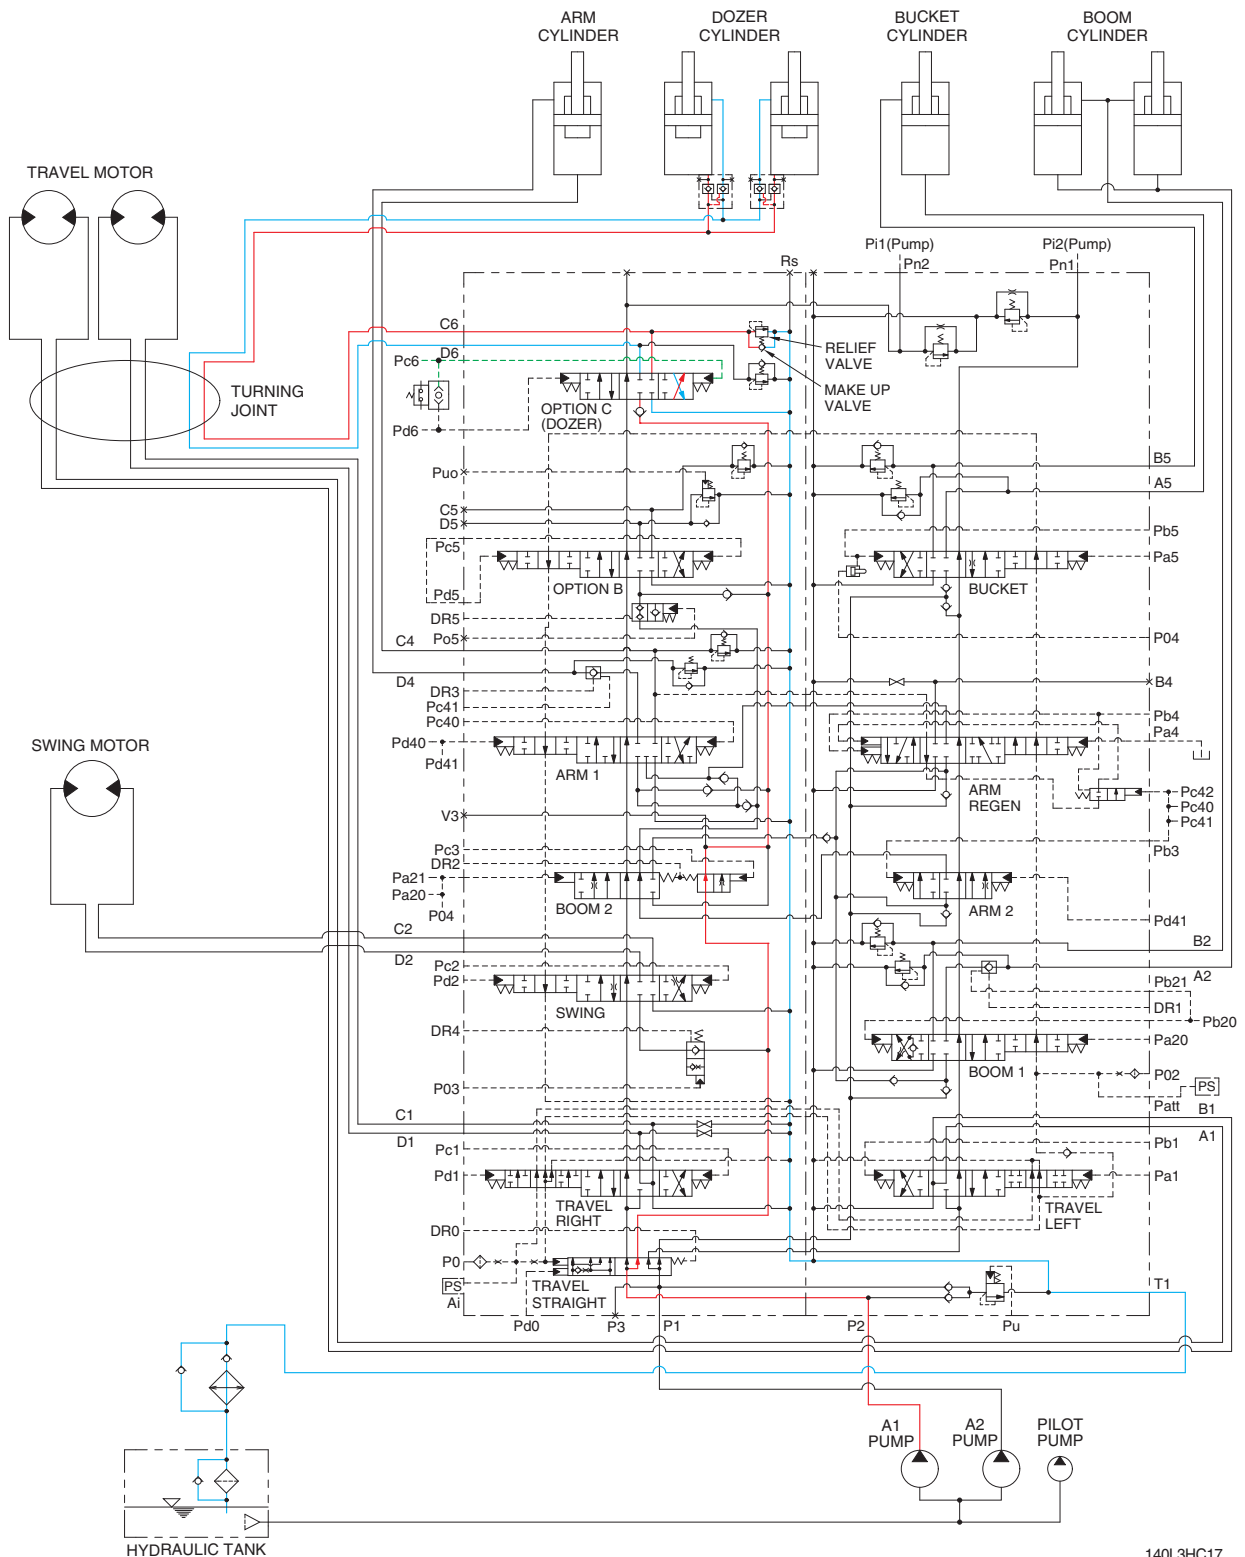 ARM
CYLINDER
DOZER
CYLINDER
BUCKET
CYLINDER
BOOM
CYLINDER
TRAVEL MOTOR
Pi1(Pump)
Pn2
Pi2(Pump)
Pn1
Rs
C6
D6
Pc6
RELIEF
VALVE
MAKE UP
VALVE
TURNING
JOINT
OPTION C
(DOZER)
Pd6
Puo
B5
A5
C5
D5
Pc5
Pb5
Pa5
OPTION B
BUCKET
Pd5
DR5
Po5
P04
C4
D4
DR3
Pc41
B4
Pc40
Pb4
Pa4
SWING MOTOR
Pd40
Pd41
ARM 1
ARM
REGEN
Pc42
Pc40
Pc41
V3
Pc3
DR2
Pb3
Pa21
Pa20
P04
BOOM 2
ARM 2
Pd41
C2
D2
B2
A2
Pc2
Pd2
Pb21
DR1
Pb20
SWING
DR4
Pa20
BOOM 1
P03
P02
PS
Patt
C1
D1
B1
A1
Pc1
Pd1
Pb1
Pa1
TRAVEL
RIGHT
TRAVEL
LEFT
DR0
P0
PS
Ai
TRAVEL
STRAIGHT
T1
Pd0
P3
P1
P2
Pu
A1
PUMP
A2
PUMP
PILOT
PUMP
HYDRAULIC TANK
140L3HC17